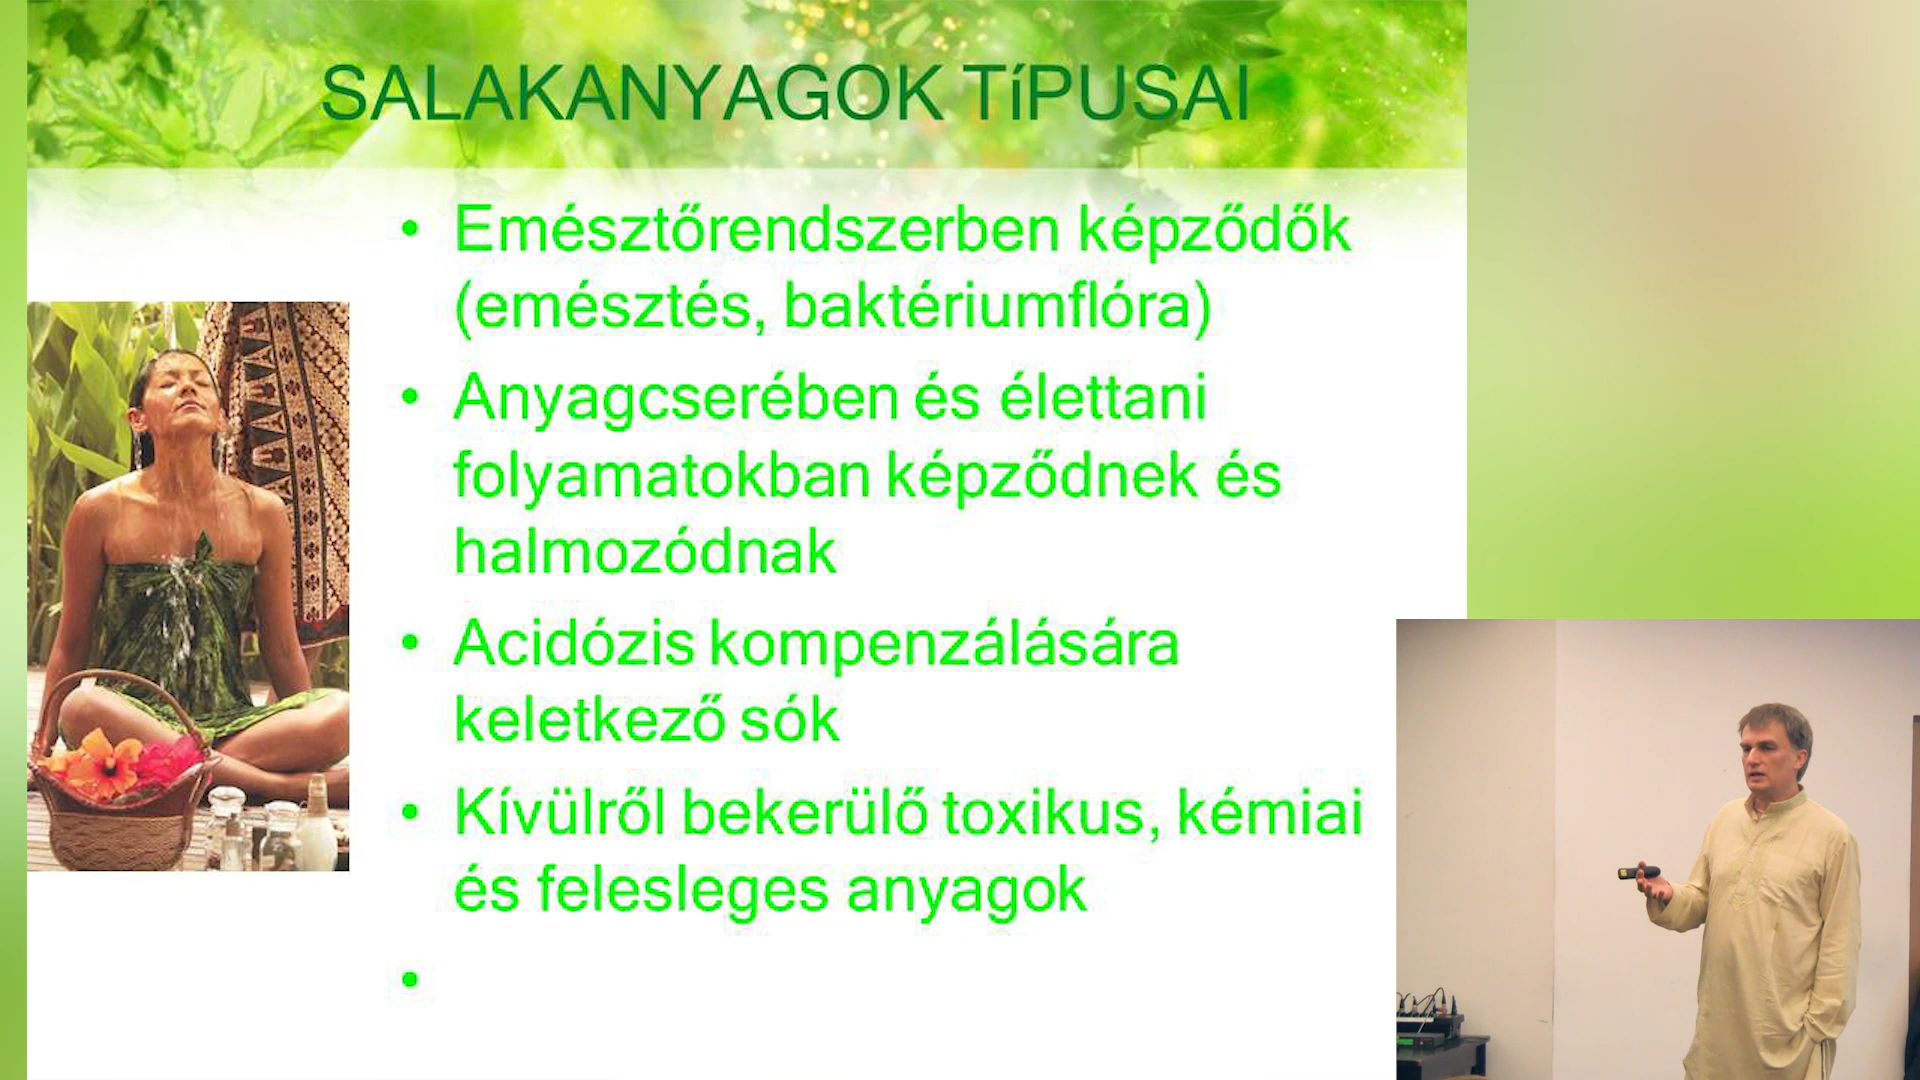 SALAKANYAGOK TíPUSAI
• Emésztőrendszerben képződők
(emésztés, baktériumflóra)
• Anyagcserében és élettani
folyamatokban képződnek és
halmozódnak
• Acidózis kompenzálására
keletkező sók
• Kívülről bekerülő toxikus, kémiai
és felesleges anyagok
•